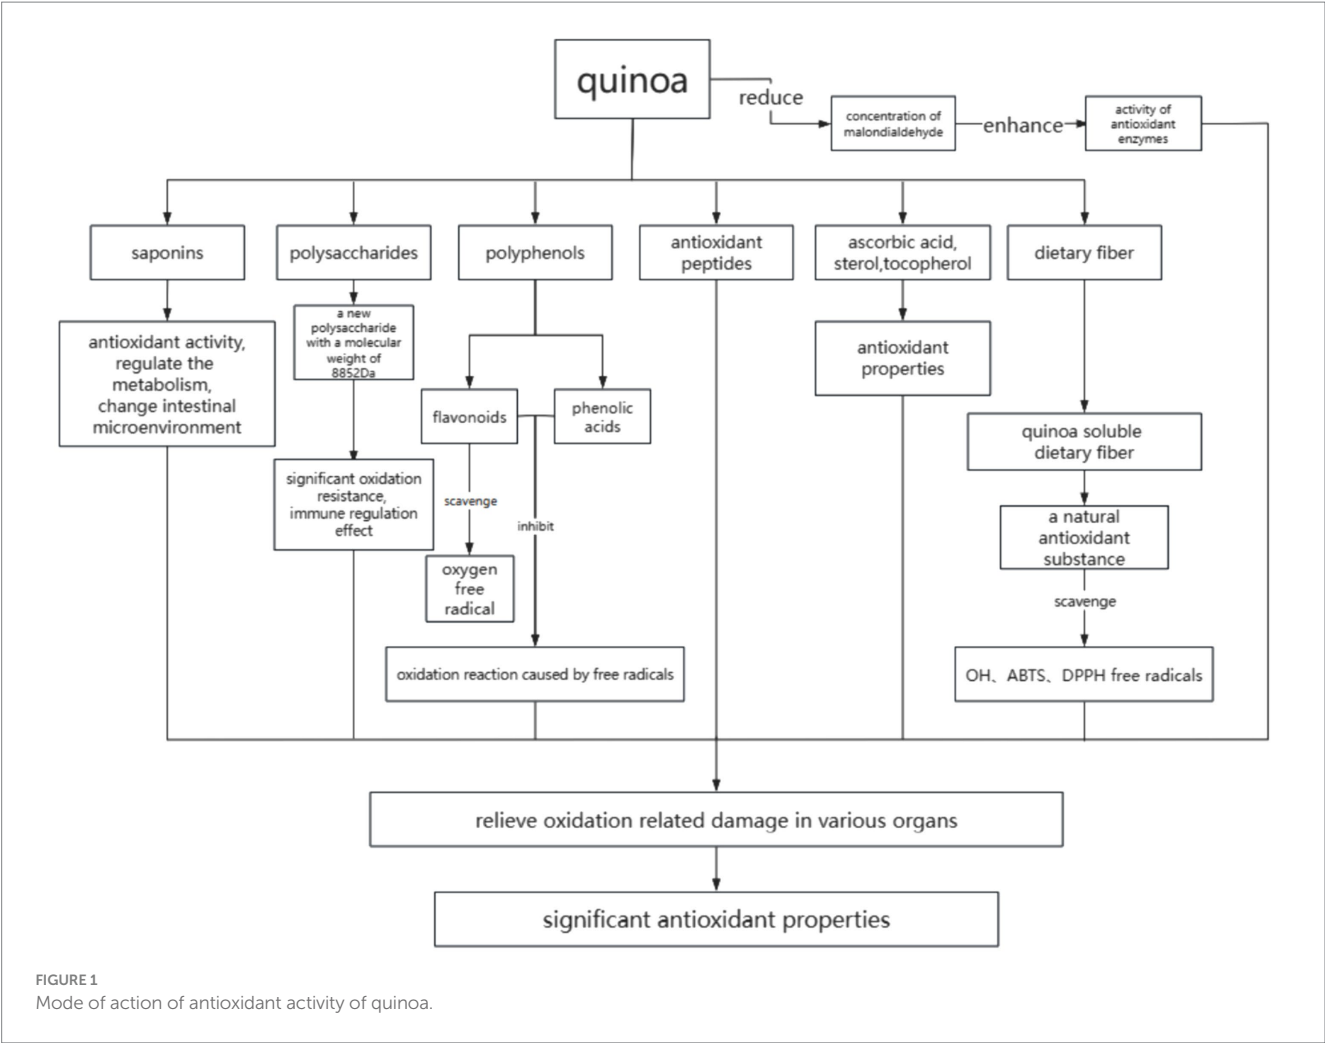 quinoa
reduce
concentration of
malondialdehyde
enhance
activity of
antioxidant
enzymes
saponins
polysaccharides
polyphenols
antioxidant
peptides
ascorbic acid,
sterol,tocopherol
dietary fiber
antioxidant activity,
regulate the
metabolism,
change intestinal
microenvironment
a new
polysaccharide
with a molecular
weight of
8852Da
significant oxidation
resistance,
immune regulation
effect
flavonoids
phenolic
acids
scavenge
inhibit
oxygen
free
radical
oxidation reaction caused by free radicals
antioxidant
properties
quinoa soluble
dietary fiber
a natural
antioxidant
substance
scavenge
OH、ABTS、DPPH free radicals
relieve oxidation related damage in various organs
significant antioxidant properties
FIGURE 1
Mode of action of antioxidant activity of quinoa.